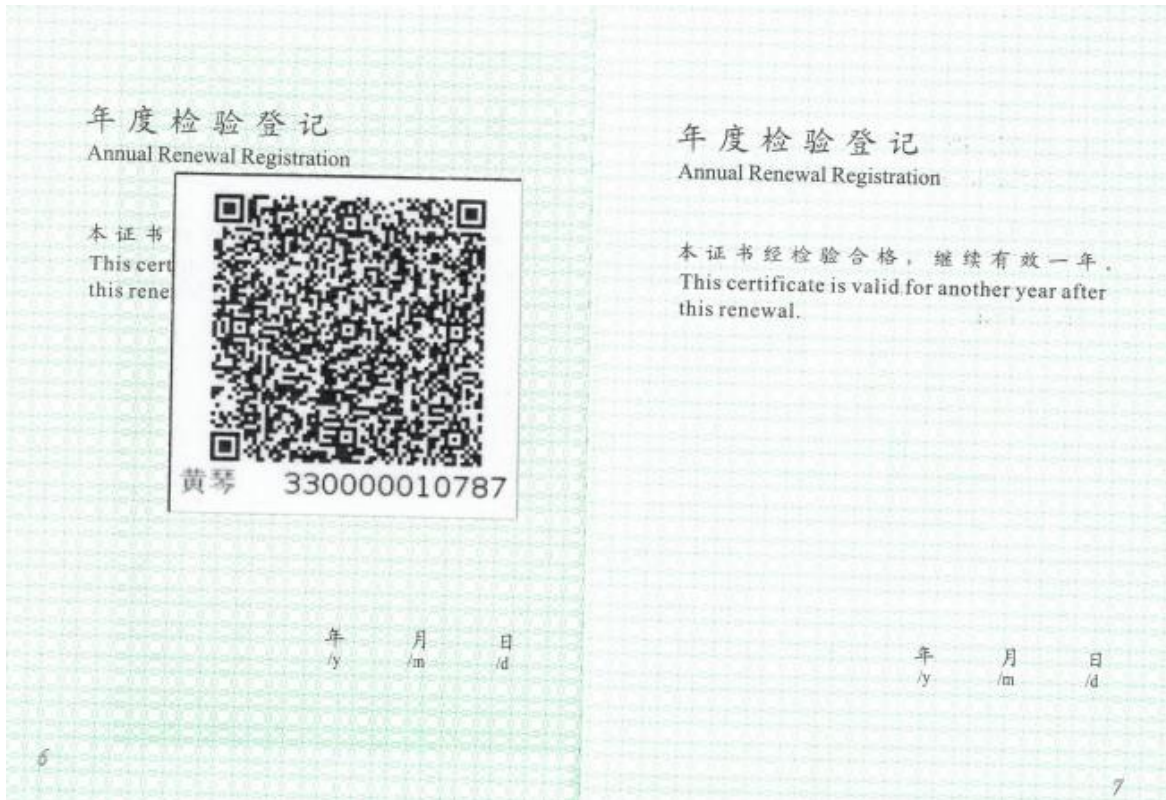 年度检验登记
Annual Renewal Registration
本证书
This cert
this rene
黄琴 330000010787
年 月 日
/y /m /d
6
年度检验登记
Annual Renewal Registration
本证书经检验合格，继续有效一年。
This certificate is valid for another year after
this renewal.
年 月 日
/y /m /d
7